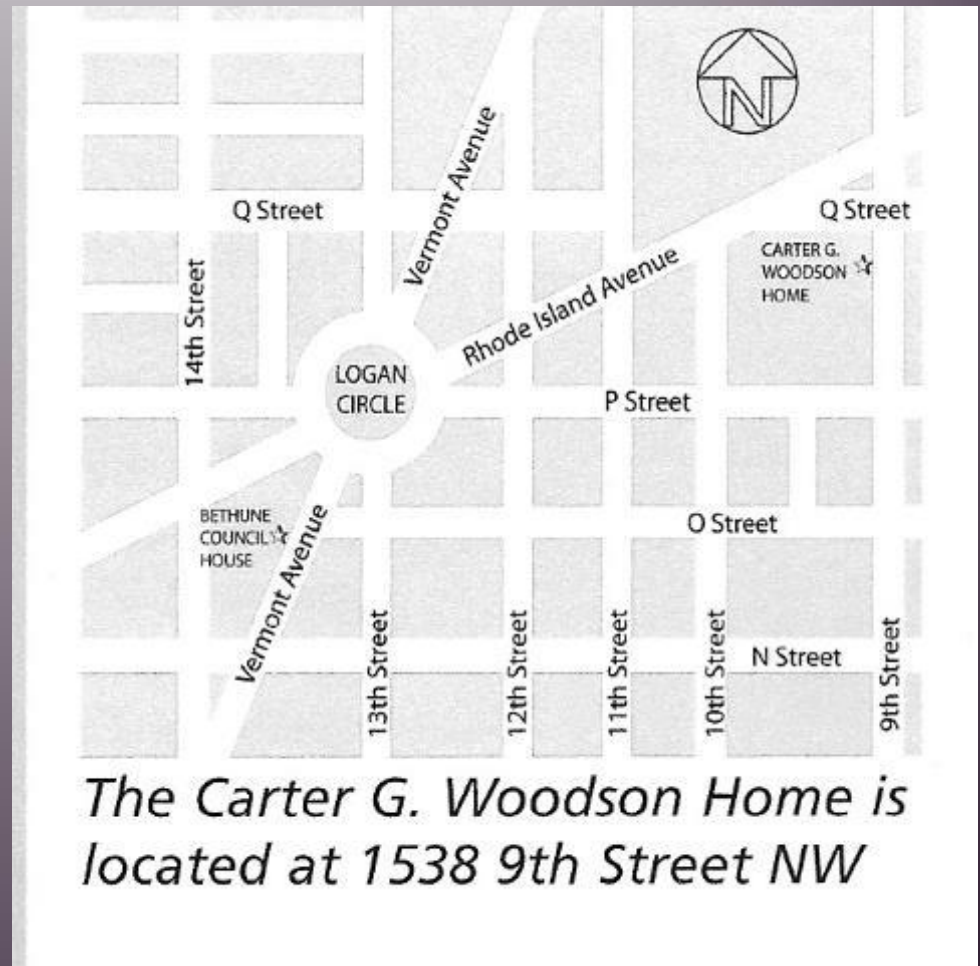 N
Vermont Avenue
Q Street
Q Street
CARTER G.
WOODSON
HOME
Rhode Island Avenue
14th Street
LOGAN
CIRCLE
P Street
BETHUNE
COUNCIL
HOUSE
O Street
Vermont Avenue
13th Street
12th Street
11th Street
10th Street
N Street
9th Street
The Carter G. Woodson Home is
located at 1538 9th Street NW